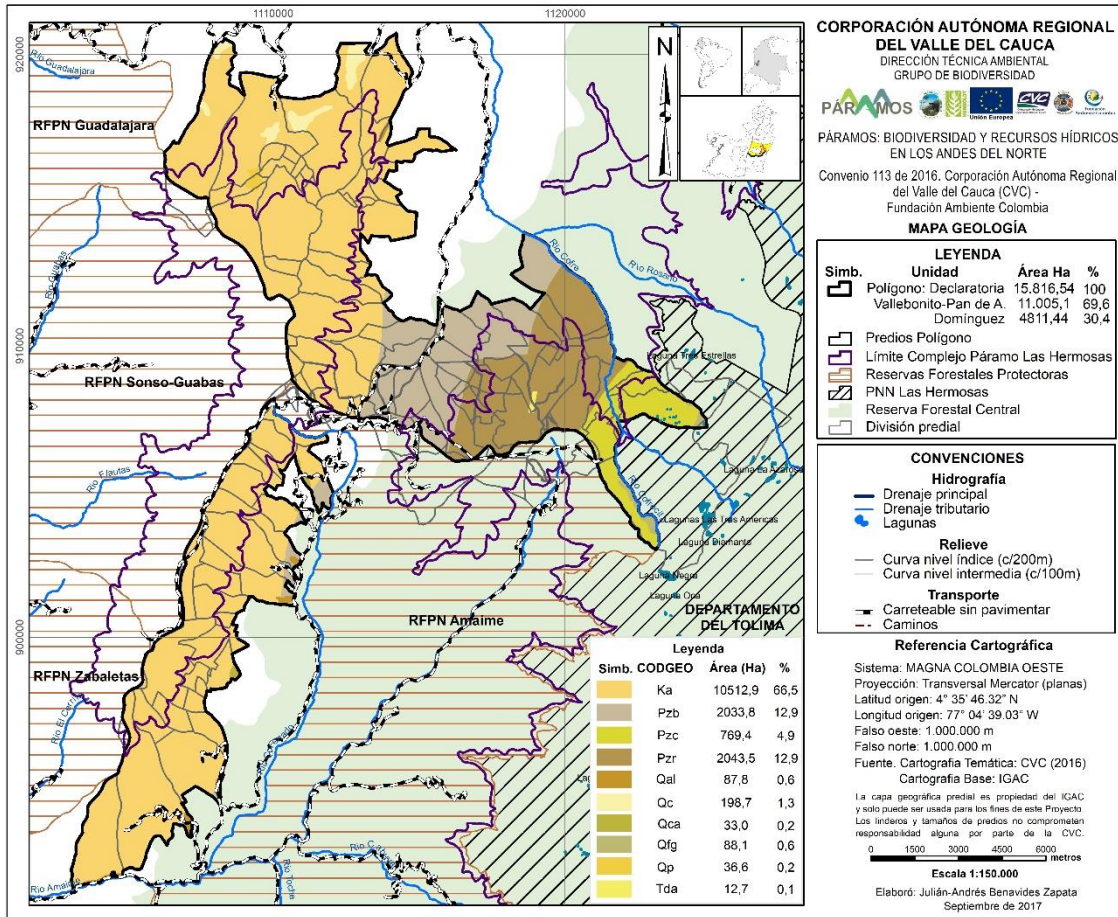 1110000
1120000
920000
910000
900000
Río Guadalajara
RFPN Guadalajara
Río Guabas
RFPN Sonso-Guabas
Río Flautas
RFPN Zabaletas
Río El Cerrito
Río Amaime
Río Toche
RFPN Amaime
Río Cofre
Río Rosario
Laguna Tres Estrellas
Lagunas Las Tres Americas
Laguna Diamante
Laguna Negra
DEPARTAMENTO
DEL TOLIMA
N
Leyenda
Simb. CODGEO Área (Ha) %
Ka 10512,9 66,5
Pzb 2033,8 12,9
Pzc 769,4 4,9
Pzr 2043,5 12,9
Qal 87,8 0,6
Qc 198,7 1,3
Qca 33,0 0,2
Qfg 88,1 0,6
Qp 36,6 0,2
Tda 12,7 0,1
CORPORACIÓN AUTÓNOMA REGIONAL
DEL VALLE DEL CAUCA
DIRECCIÓN TÉCNICA AMBIENTAL
GRUPO DE BIODIVERSIDAD
PÁRAMOS
Unión Europea
CVC
PÁRAMOS: BIODIVERSIDAD Y RECURSOS HÍDRICOS
EN LOS ANDES DEL NORTE
Convenio 113 de 2016. Corporación Autónoma Regional
del Valle del Cauca (CVC) -
Fundación Ambiente Colombia
MAPA GEOLOGÍA
LEYENDA
Simb. Unidad Área Ha %
Polígono: Declaratoria 15.816,54 100
Vallebonito-Pan de A. 11.005,1 69,6
Domínguez 4811,44 30,4
Predios Polígono
Límite Complejo Páramo Las Hermosas
Reservas Forestales Protectoras
PNN Las Hermosas
Reserva Forestal Central
División predial
CONVENCIONES
Hidrografía
Drenaje principal
Drenaje tributario
Lagunas
Relieve
Curva nivel índice (c/200m)
Curva nivel intermedia (c/100m)
Transporte
Carreteable sin pavimentar
Caminos
Referencia Cartográfica
Sistema: MAGNA COLOMBIA OESTE
Proyección: Transversal Mercator (planas)
Latitud origen: 4° 35' 46.32" N
Longitud origen: 77° 04' 39.03" W
Falso oeste: 1.000.000 m
Falso norte: 1.000.000 m
Fuente. Cartografía Temática: CVC (2016)
Cartografía Base: IGAC
La capa geográfica predial es propiedad del IGAC
y solo puede ser usada para los fines de este Proyecto.
Los linderos y tamaños de predios no comprometen
responsabilidad alguna por parte de la CVC.
0 1500 3000 4500 6000
metros
Escala 1:150.000
Elaboró: Julián-Andrés Benavides Zapata
Septiembre de 2017